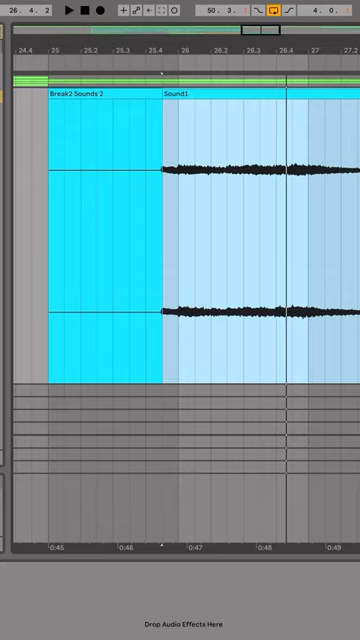 26. 4. 2 50. 3. 4. 0.
24.4 25 25.2 25.3 25.4 26 26.2 26.3 26.4 27 27.2
Break2 Sounds 2 Sound1
0:45 0:46 0:47 0:48 0:49
Drop Audio Effects Here